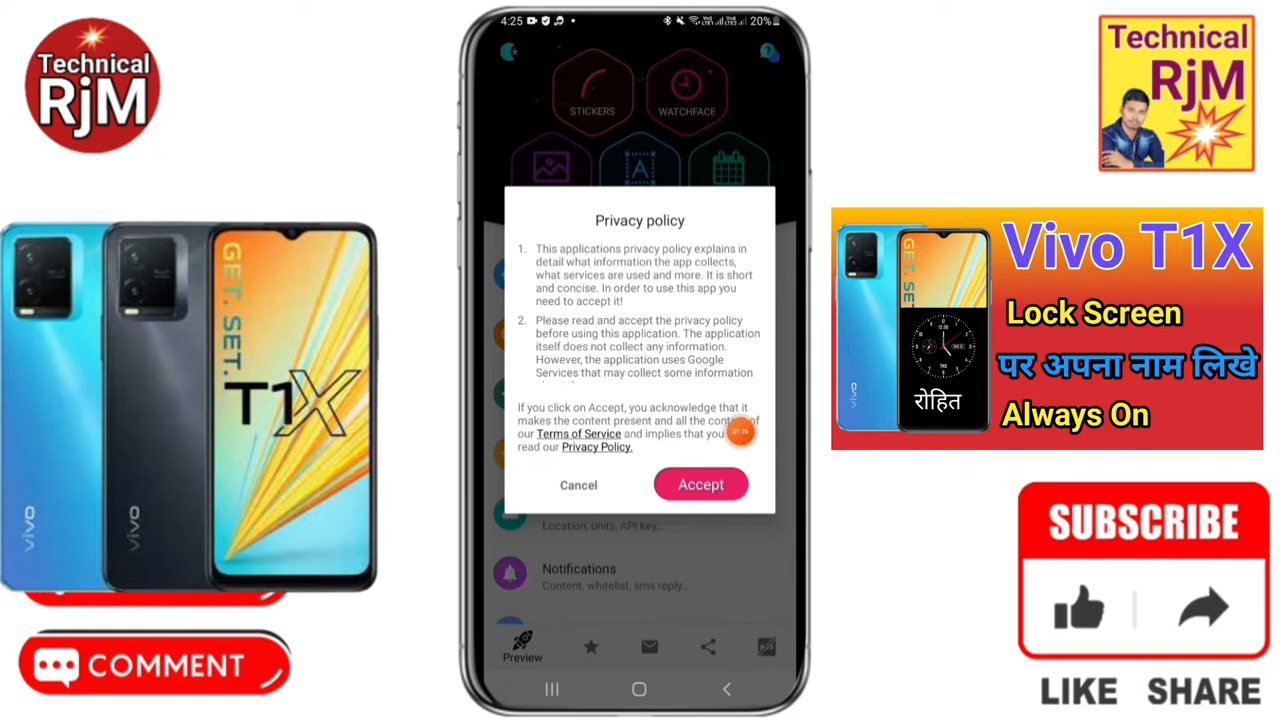 Technical
RjM
GET. SET.
T1X
vivo
vivo
4:25
20%
STICKERS
WATCHFACE
Privacy policy
1. This applications privacy policy explains in
detail what information the app collects,
what services are used and more. It is short
and concise. In order to use this app you
need to accept it!
2. Please read and accept the privacy policy
before using this application. The application
itself does not collect any information.
However, the application uses Google
Services that may collect some information
If you click on Accept, you acknowledge that it
makes the content present and all the content of
our Terms of Service and implies that you
read our Privacy Policy.
01:29
Cancel
Accept
Location, units, API key...
Notifications
Content, whitelist, sms reply...
Preview
Technical
RjM
Vivo T1X
Lock Screen
पर अपना नाम लिखे
Always On
रोहित
vivo
GET. SET.
COMMENT
SUBSCRIBE
LIKE SHARE